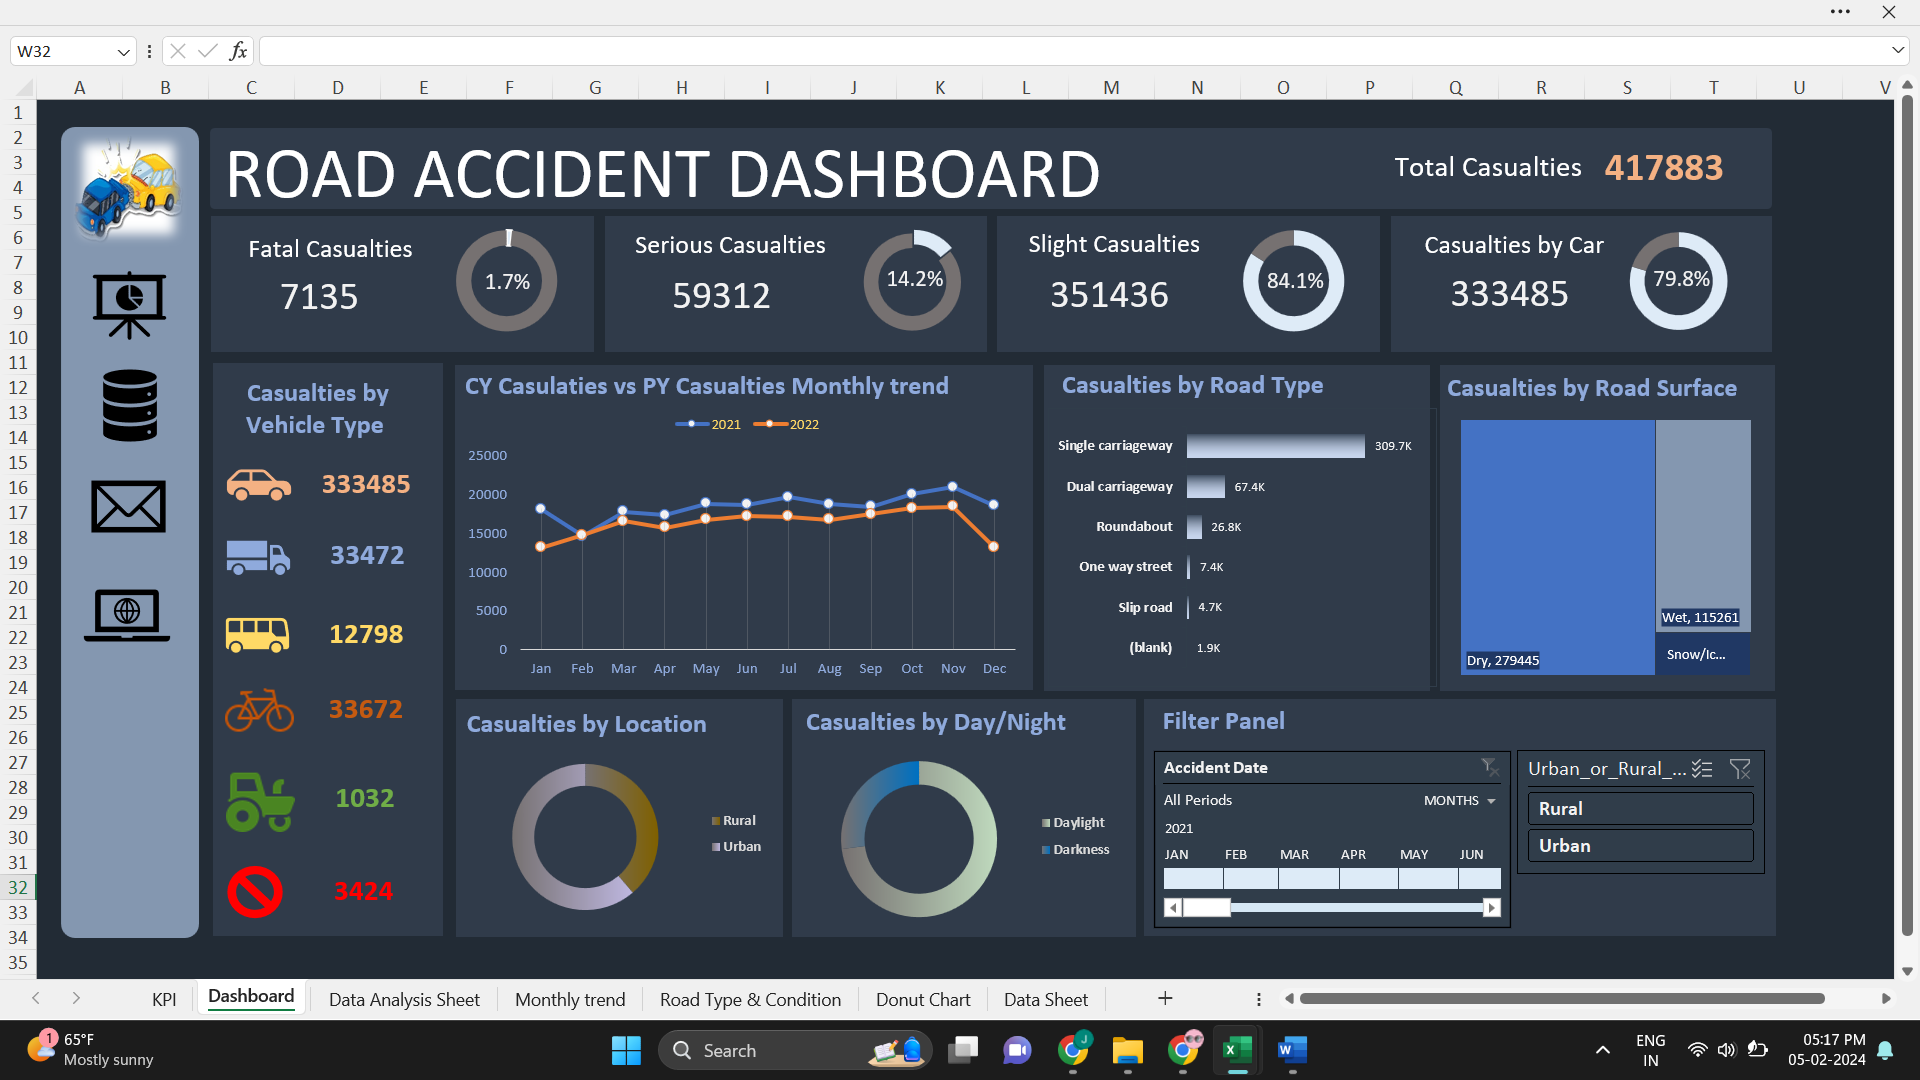 W32
fx
A B C D E F G H I J K L M N O P Q R S T U V
1
2
3
4
5
6
7
8
9
10
11
12
13
14
15
16
17
18
19
20
21
22
23
24
25
26
27
28
29
30
31
32
33
34
35
ROAD ACCIDENT DASHBOARD
Total Casualties 417883
Fatal Casualties
7135
1.7%
Serious Casualties
59312
14.2%
Slight Casualties
351436
84.1%
Casualties by Car
333485
79.8%
Casualties by
Vehicle Type
333485
33472
12798
33672
1032
3424
CY Casulaties vs PY Casualties Monthly trend
2021 2022
25000
20000
15000
10000
5000
0
Jan Feb Mar Apr May Jun Jul Aug Sep Oct Nov Dec
Casualties by Road Type
Single carriageway 309.7K
Dual carriageway 67.4K
Roundabout 26.8K
One way street 7.4K
Slip road 4.7K
(blank) 1.9K
Casualties by Road Surface
Dry, 279445
Wet, 115261
Snow/Ic...
Casualties by Location
Rural
Urban
Casualties by Day/Night
Daylight
Darkness
Filter Panel
Accident Date
All Periods MONTHS
2021
JAN FEB MAR APR MAY JUN
Urban_or_Rural_...
Rural
Urban
KPI Dashboard Data Analysis Sheet Monthly trend Road Type & Condition Donut Chart Data Sheet
1
65°F
Mostly sunny
Search
J
X
W
ENG
IN
05:17 PM
05-02-2024